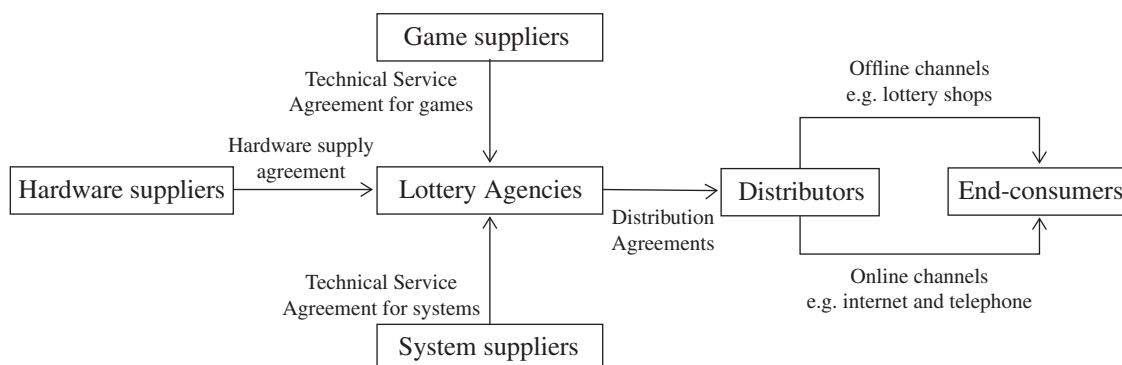 Game suppliers
Technical Service
Agreement for games
Offline channels
e.g. lottery shops
Hardware supply
agreement
Hardware suppliers
Lottery Agencies
Distributors
End-consumers
Distribution
Agreements
Technical Service
Agreement for systems
Online channels
e.g. internet and telephone
System suppliers